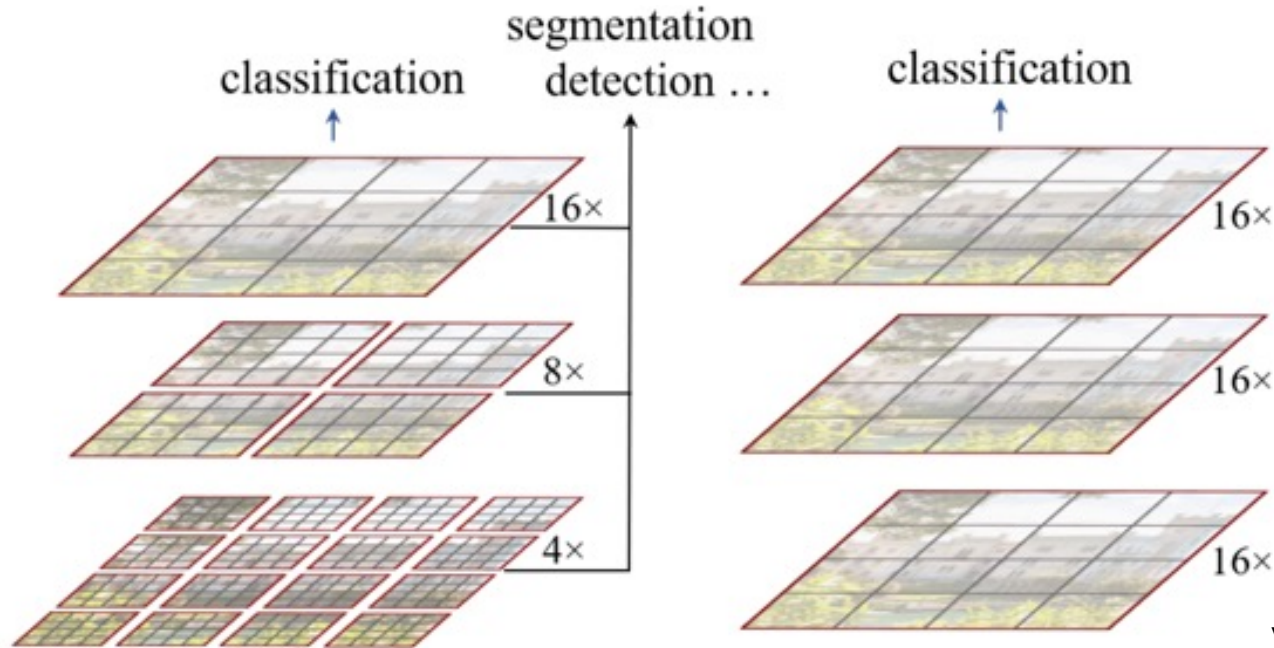 segmentation
detection …
classification
classification
16×
8×
4×
16×
16×
16×